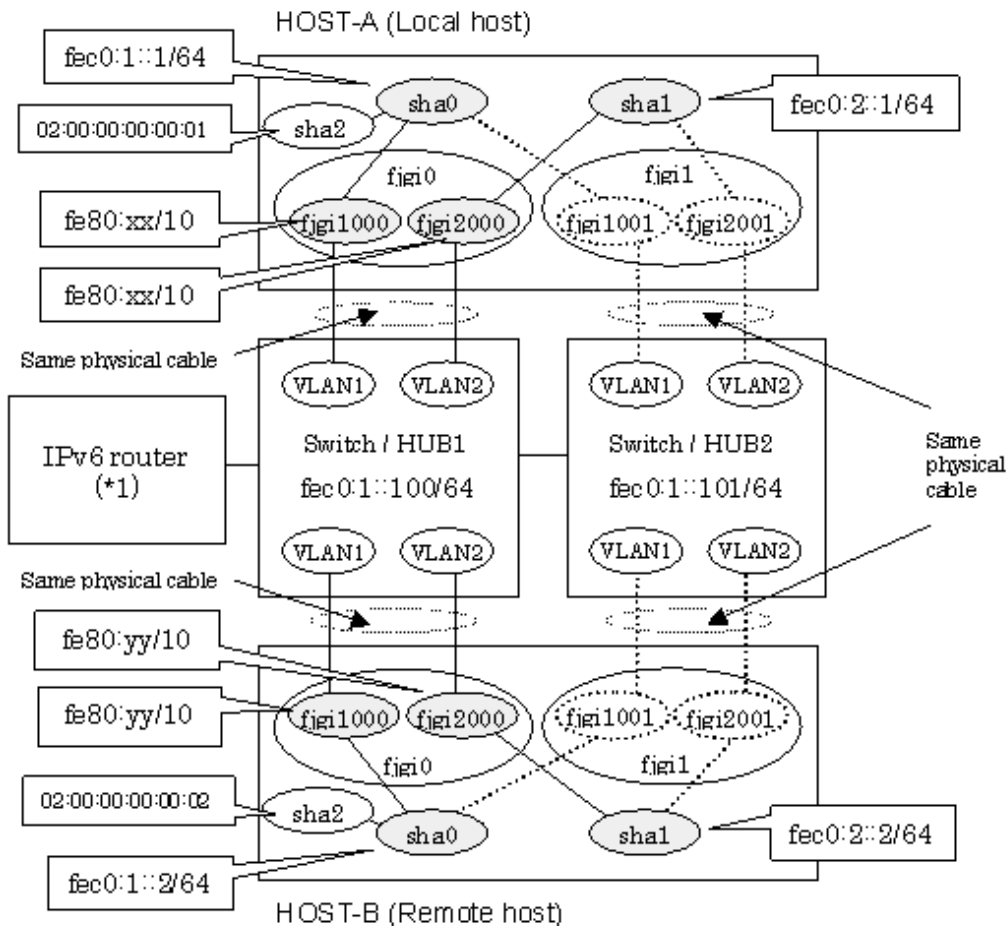 HOST-A (Local host)
fec0:1::1/64
sha0
sha1
fec0:2::1/64
02:00:00:00:00:01
sha2
fjgi0
fjgi1
fe80:xx/10
fjgi1000
fjgi2000
fjgi1001
fjgi2001
fe80:xx/10
Same physical cable
VLAN1
VLAN2
VLAN1
VLAN2
IPv6 router
(*1)
Switch / HUB1
fec0:1::100/64
Switch / HUB2
fec0:1::101/64
Same
physical
cable
VLAN1
VLAN2
VLAN1
VLAN2
Same physical cable
fe80:yy/10
fe80:yy/10
fjgi1000
fjgi2000
fjgi1001
fjgi2001
fjgi0
fjgi1
02:00:00:00:00:02
sha2
sha0
sha1
fec0:2::2/64
fec0:1::2/64
HOST-B (Remote host)